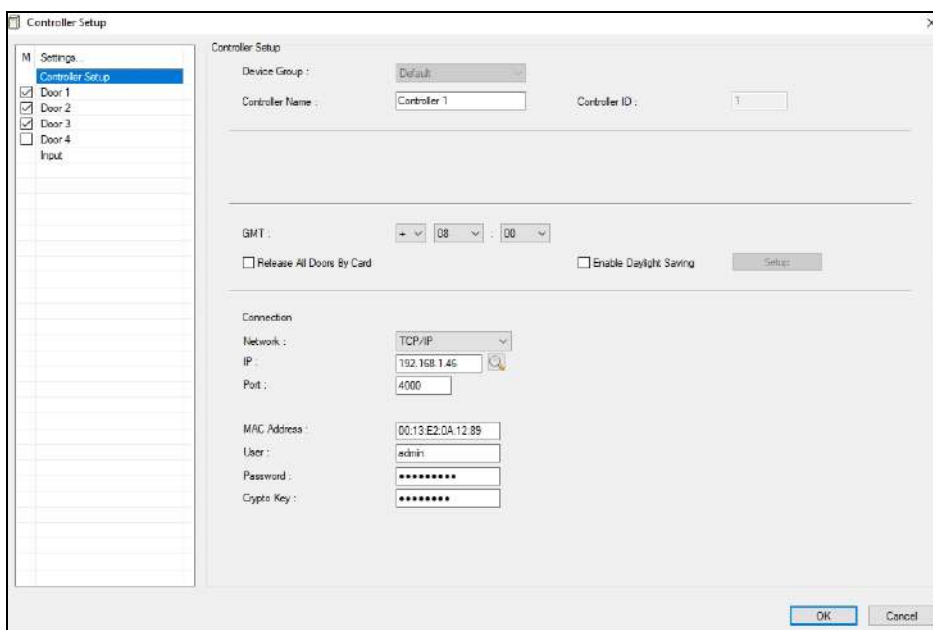 Controller Setup
M Settings...
Controller Setup
Door 1
Door 2
Door 3
Door 4
Input
Controller Setup
Device Group : Default
Controller Name : Controller 1 Controller ID : 1
GMT : + 08 : 00
Release All Doors By Card Enable Daylight Saving Setup
Connection
Network : TCP/IP
IP : 192.168.1.46
Port : 4000
MAC Address : 00:13:E2:0A:12:89
User : admin
Password : •••••••••
Crypto Key : ••••••••
OK Cancel